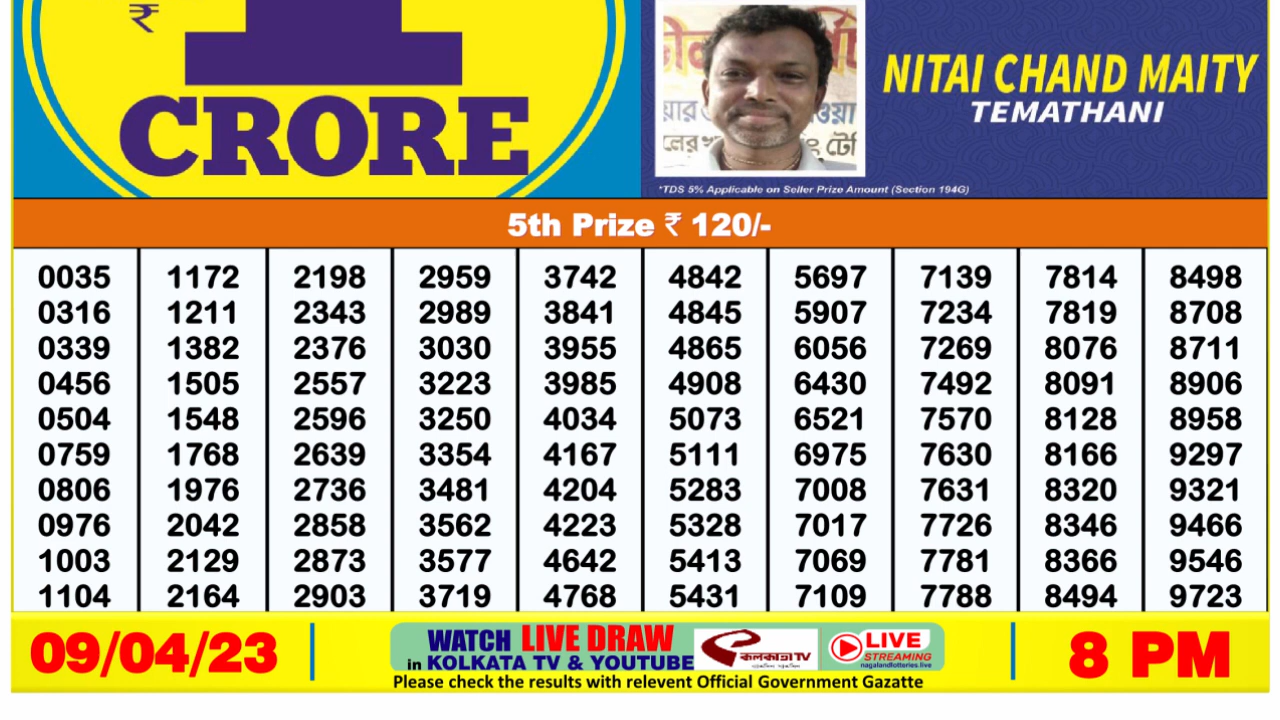 ₹ 1
CRORE
NITAI CHAND MAITY
TEMATHANI
*TDS 5% Applicable on Seller Prize Amount (Section 194G)
5th Prize ₹ 120/-
0035 1172 2198 2959 3742 4842 5697 7139 7814 8498
0316 1211 2343 2989 3841 4845 5907 7234 7819 8708
0339 1382 2376 3030 3955 4865 6056 7269 8076 8711
0456 1505 2557 3223 3985 4908 6430 7492 8091 8906
0504 1548 2596 3250 4034 5073 6521 7570 8128 8958
0759 1768 2639 3354 4167 5111 6975 7630 8166 9297
0806 1976 2736 3481 4204 5283 7008 7631 8320 9321
0976 2042 2858 3562 4223 5328 7017 7726 8346 9466
1003 2129 2873 3577 4642 5413 7069 7781 8366 9546
1104 2164 2903 3719 4768 5431 7109 7788 8494 9723
09/04/23
WATCH LIVE DRAW
in KOLKATA TV & YOUTUBE
কলকাতা TV
LIVE
STREAMING
nagalandlotteries.live
8 PM
Please check the results with relevent Official Government Gazatte